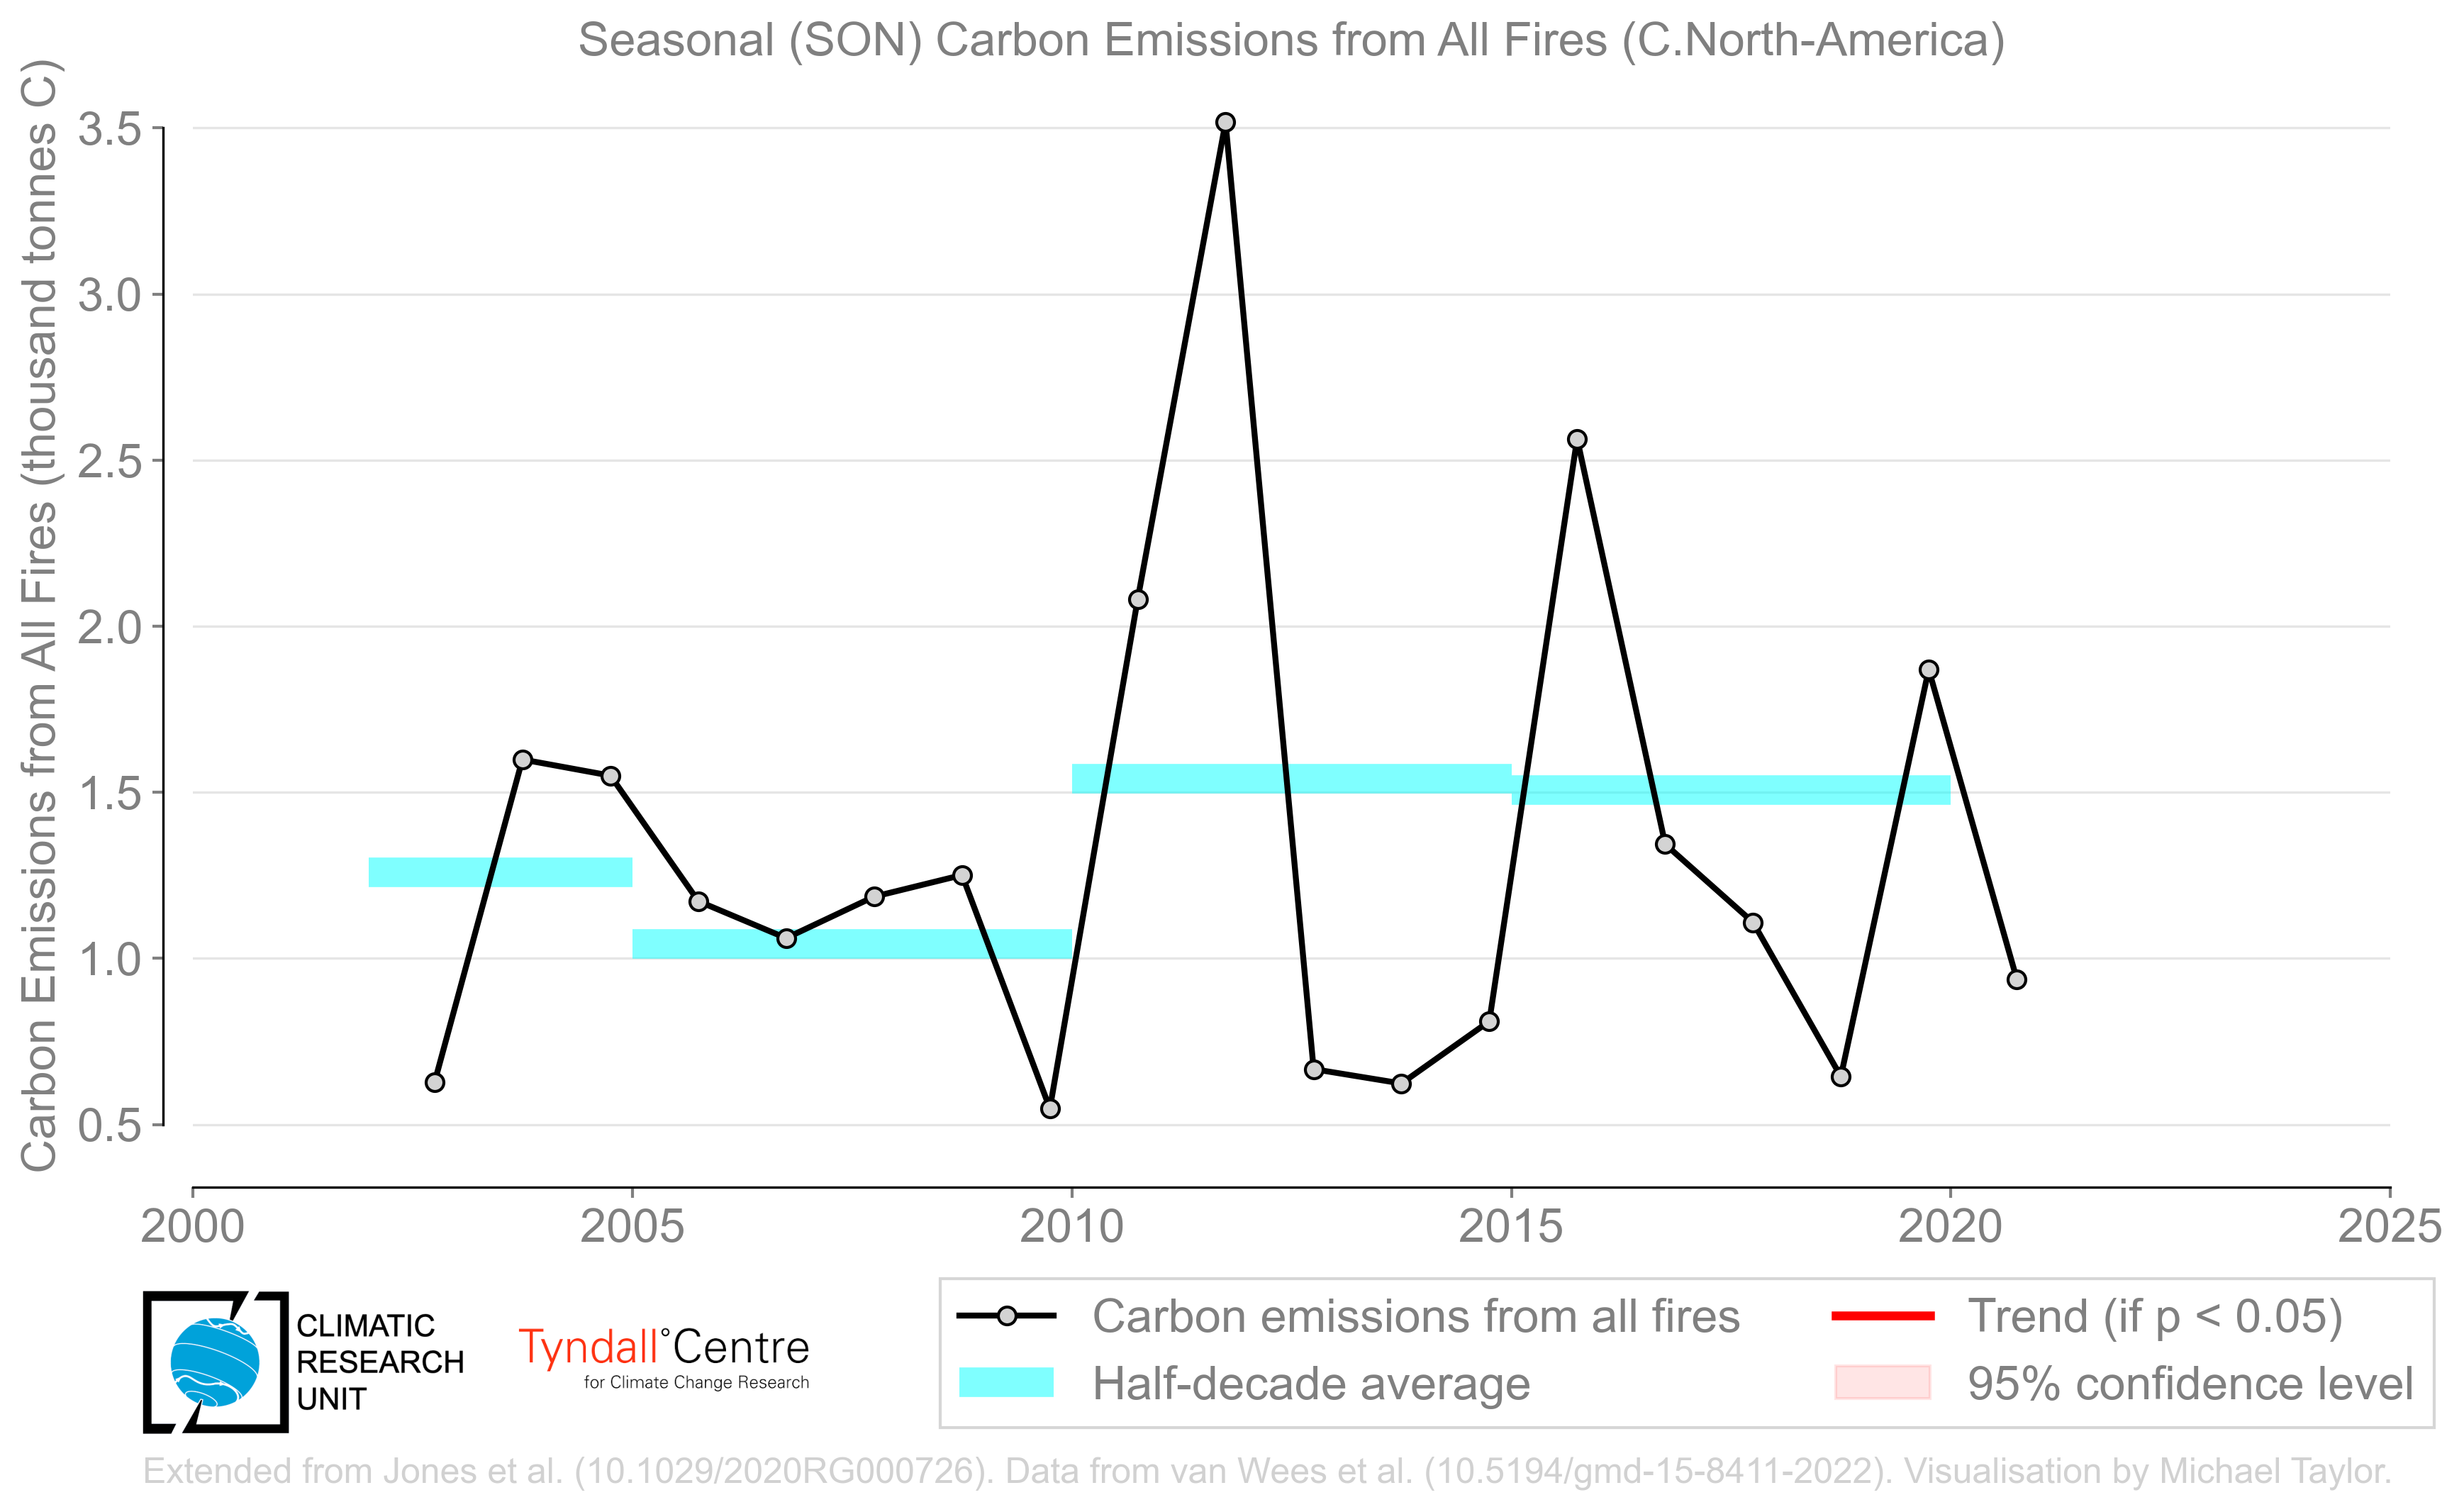 Seasonal (SON) Carbon Emissions from All Fires (C.North-America)
Carbon Emissions from All Fires (thousand tonnes C)
3.5
3.0
2.5
2.0
1.5
1.0
0.5
2000 2005 2010 2015 2020 2025
CLIMATIC
RESEARCH
UNIT
Tyndall°Centre
for Climate Change Research
Carbon emissions from all fires
Half-decade average
Trend (if p < 0.05)
95% confidence level
Extended from Jones et al. (10.1029/2020RG000726). Data from van Wees et al. (10.5194/gmd-15-8411-2022). Visualisation by Michael Taylor.